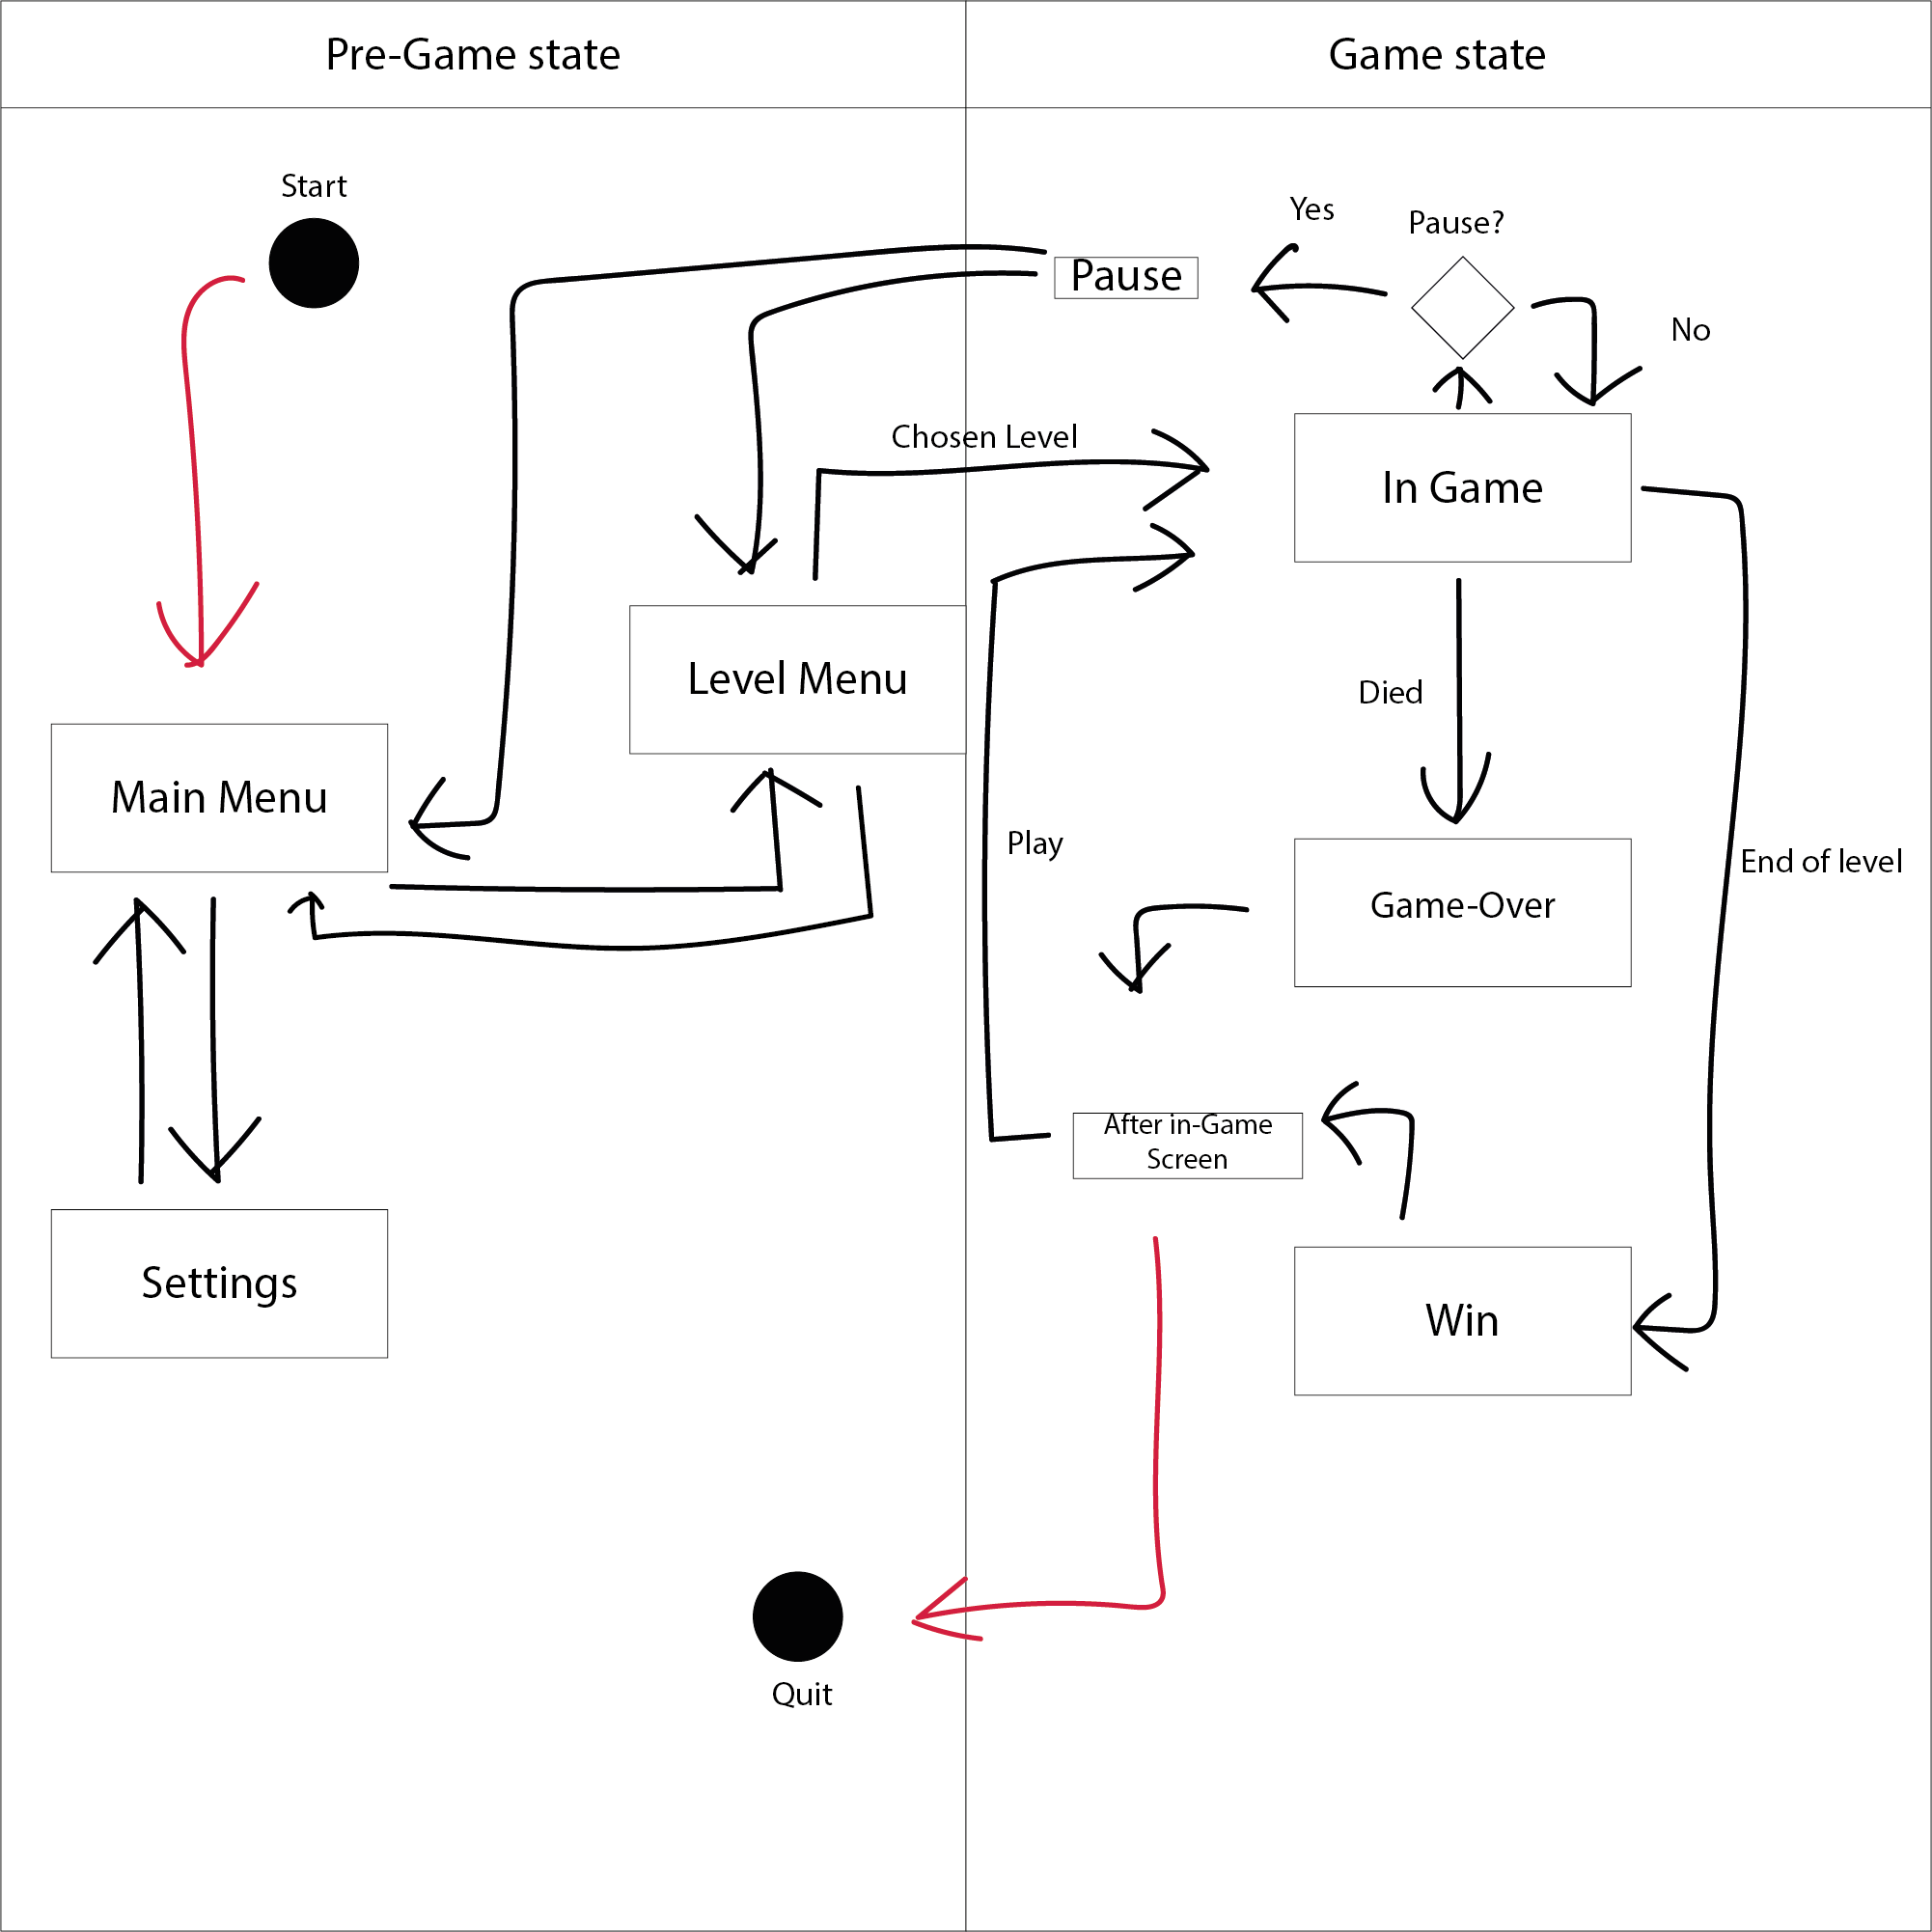 Pre-Game state
Game state
Start
Yes
Pause?
Pause
No
Chosen Level
In Game
Level Menu
Died
Main Menu
Play
End of level
Game-Over
After in-Game
Screen
Settings
Win
Quit